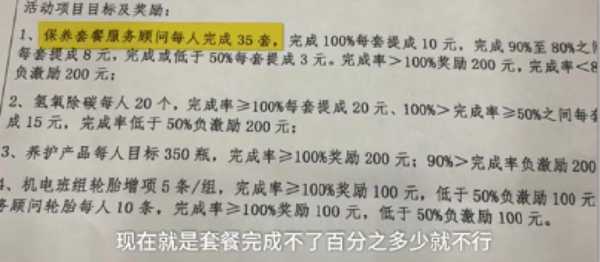 活动项目目标及奖励:
1、保养套餐服务顾问每人完成 35 套,完成 100%每套提成 10 元,完成 90%至 80%之
每套提成 8 元,完成或低于 50%每套提成 3 元。完成率>100%奖励 200 元,完成率<8
负激励 200 元;
2、氢氧除碳每人 20 个,完成率≥100%每套提成 20 元、100%>完成率≥50%之间每套
成 15 元,完成率低于 50%负激励 200 元;
3、养护产品每人目标 350 瓶,完成率≥100%奖励 200 元;90%>完成率负激励 200
4、机电班组轮胎增项 5 条/组,完成率≥100%奖励 100 元,低于 50%负激励 100 元
务顾问轮胎每人 10 条,完成率≥100%奖励 100 元,低于 50%负激励 100 元。
现在就是套餐完成不了百分之多少就不行